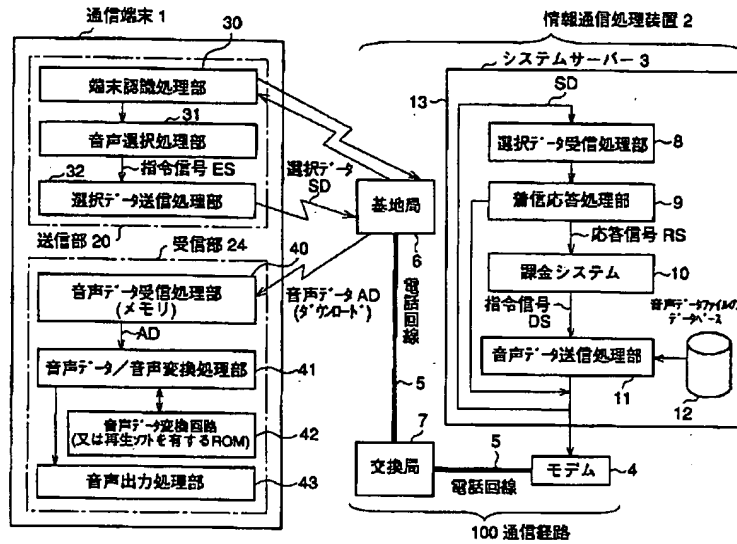 通信端末 1
30
端末認識処理部
31
音声選択処理部
指令信号 ES
32
選択データ送信処理部
送信部 20
受信部 24
40
音声データ受信処理部
(メモリ)
AD
音声データ/音声変換処理部
41
音声データ変換回路
(又は再生ソフトを有するROM)
42
音声出力処理部
43
選択データ
SD
基地局
6
音声データ AD
(ダウンロード)
電話回線
5
7
交換局
5
電話回線
モデム
4
100 通信経路
情報通信処理装置 2
システムサーバー 3
13
SD
選択データ受信処理部
8
着信応答処理部
9
応答信号 RS
課金システム
10
指令信号
DS
音声データファイルの
データベース
音声データ送信処理部
11
12